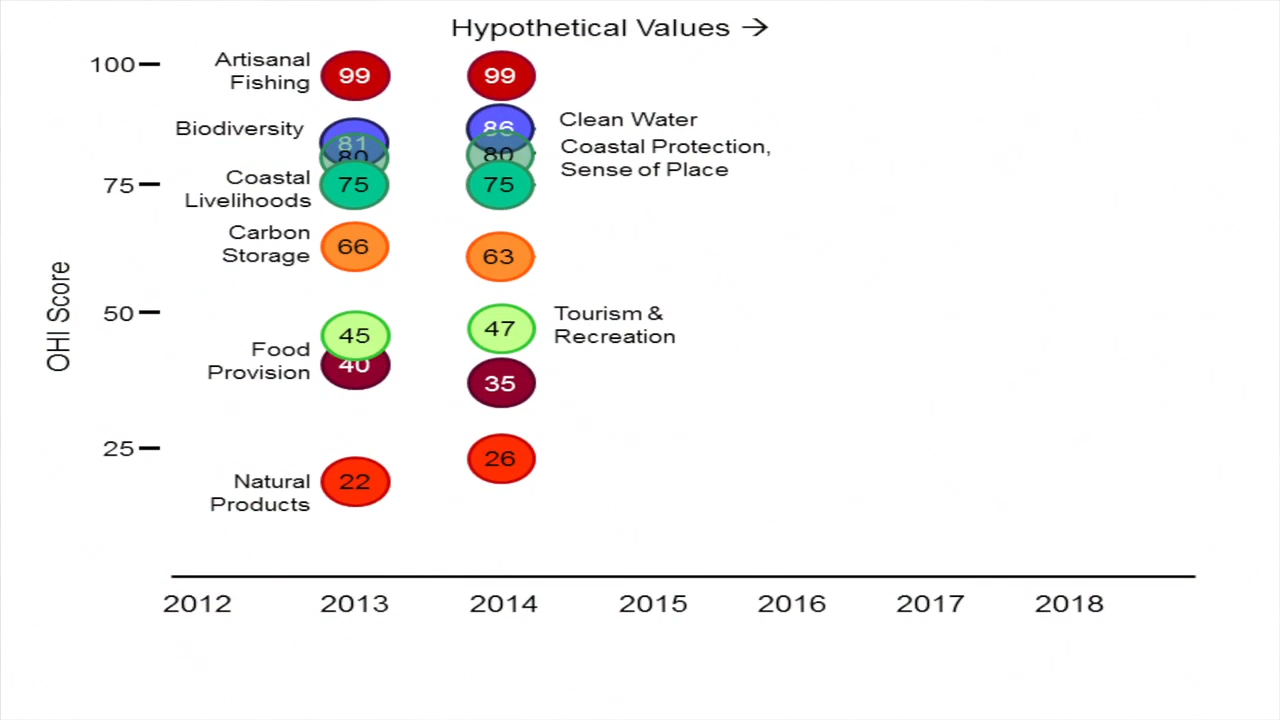 Hypothetical Values →
100
Artisanal
Fishing
99
99
Biodiversity
81
86
Clean Water
80
80
Coastal Protection,
Sense of Place
75
Coastal
Livelihoods
75
75
Carbon
Storage
66
63
OHI Score
50
45
47
Tourism &
Recreation
Food
Provision
40
35
25
26
Natural
Products
22
2012 2013 2014 2015 2016 2017 2018